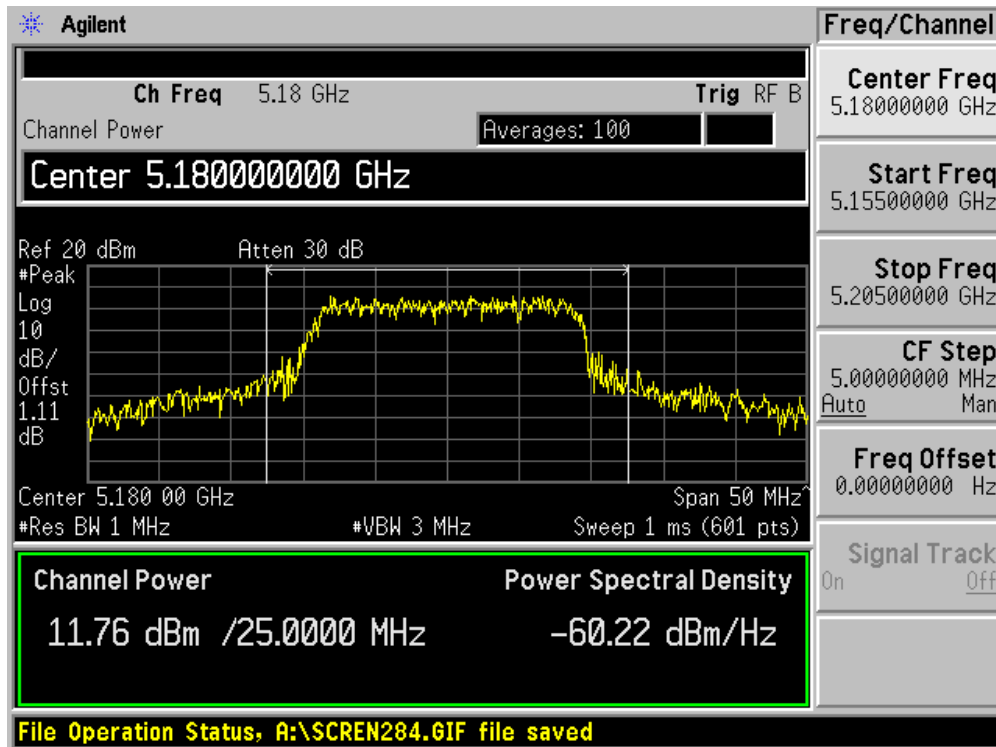 Agilent
Freq/Channel
Ch Freq 5.18 GHz Trig RF B
Channel Power Averages: 100
Center 5.180000000 GHz
Ref 20 dBm Atten 30 dB
#Peak
Log
10
dB/
Offst
1.11
dB
Center 5.180 00 GHz Span 50 MHz^
#Res BW 1 MHz #VBW 3 MHz Sweep 1 ms (601 pts)
Channel Power Power Spectral Density
11.76 dBm /25.0000 MHz -60.22 dBm/Hz
File Operation Status, A:\SCREN284.GIF file saved
Center Freq
5.18000000 GHz
Start Freq
5.15500000 GHz
Stop Freq
5.20500000 GHz
CF Step
5.00000000 MHz
Auto Man
Freq Offset
0.00000000 Hz
Signal Track
On Off